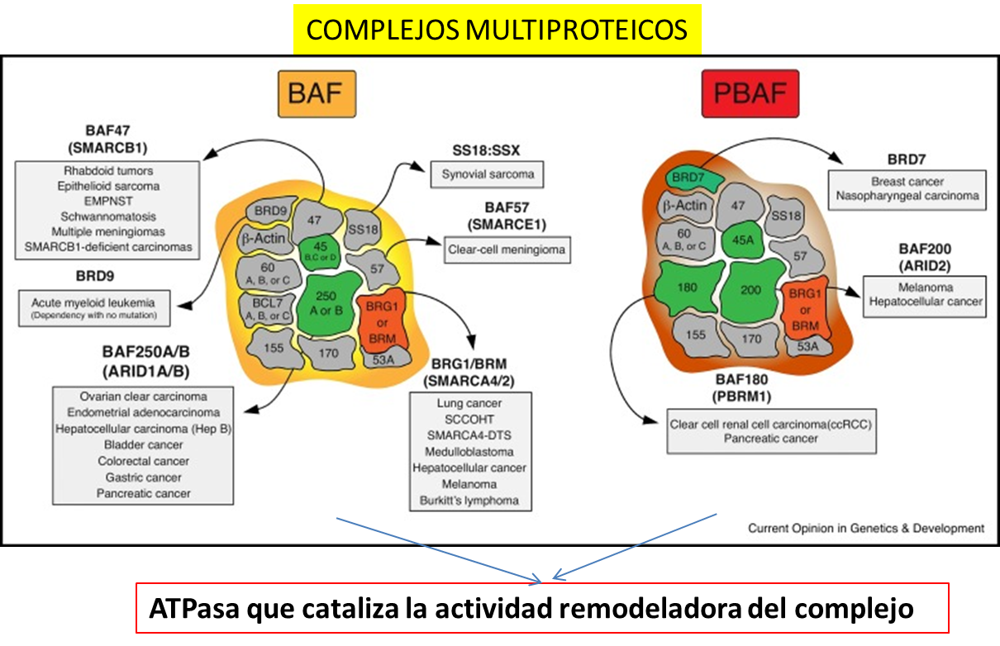 COMPLEJOS MULTIPROTEICOS
BAF
BAF47
(SMARCB1)
Rhabdoid tumors
Epithelioid sarcoma
EMPNST
Schwannomatosis
Multiple meningiomas
SMARCB1-deficient carcinomas
BRD9
Acute myeloid leukemia
(Dependency with no mutation)
BAF250A/B
(ARID1A/B)
Ovarian clear carcinoma
Endometrial adenocarcinoma
Hepatocellular carcinoma (Hep B)
Bladder cancer
Colorectal cancer
Gastric cancer
Pancreatic cancer
BRD9
47
SS18
β-Actin
45
B,C or D
57
60
A, B, or C
250
A or B
BCL7
A, B, or C
BRG1
or
BRM
155
170
53A
SS18:SSX
Synovial sarcoma
BAF57
(SMARCE1)
Clear-cell meningioma
BRG1/BRM
(SMARCA4/2)
Lung cancer
SCCOHT
SMARCA4-DTS
Medulloblastoma
Hepatocellular cancer
Melanoma
Burkitt's lymphoma
PBAF
BRD7
β-Actin
47
SS18
60
A, B, or C
45A
57
180
200
BRG1
or
BRM
155
170
53A
BRD7
Breast cancer
Nasopharyngeal carcinoma
BAF200
(ARID2)
Melanoma
Hepatocellular cancer
BAF180
(PBRM1)
Clear cell renal cell carcinoma(ccRCC)
Pancreatic cancer
Current Opinion in Genetics & Development
ATPasa que cataliza la actividad remodeladora del complejo